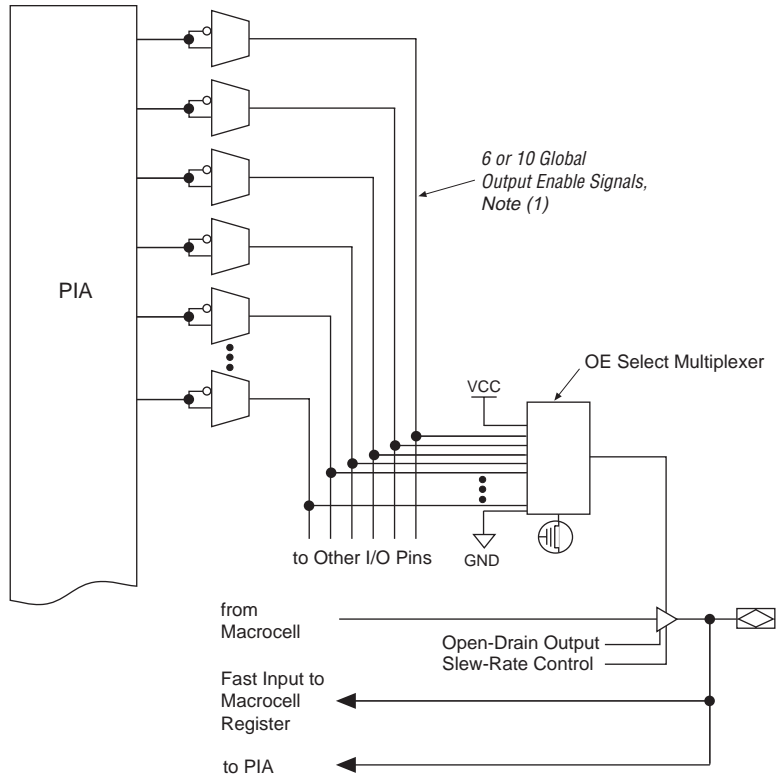 6 or 10 Global
Output Enable Signals,
Note (1)
PIA
OE Select Multiplexer
VCC
to Other I/O Pins
GND
from
Macrocell
Open-Drain Output
Slew-Rate Control
Fast Input to
Macrocell
Register
to PIA